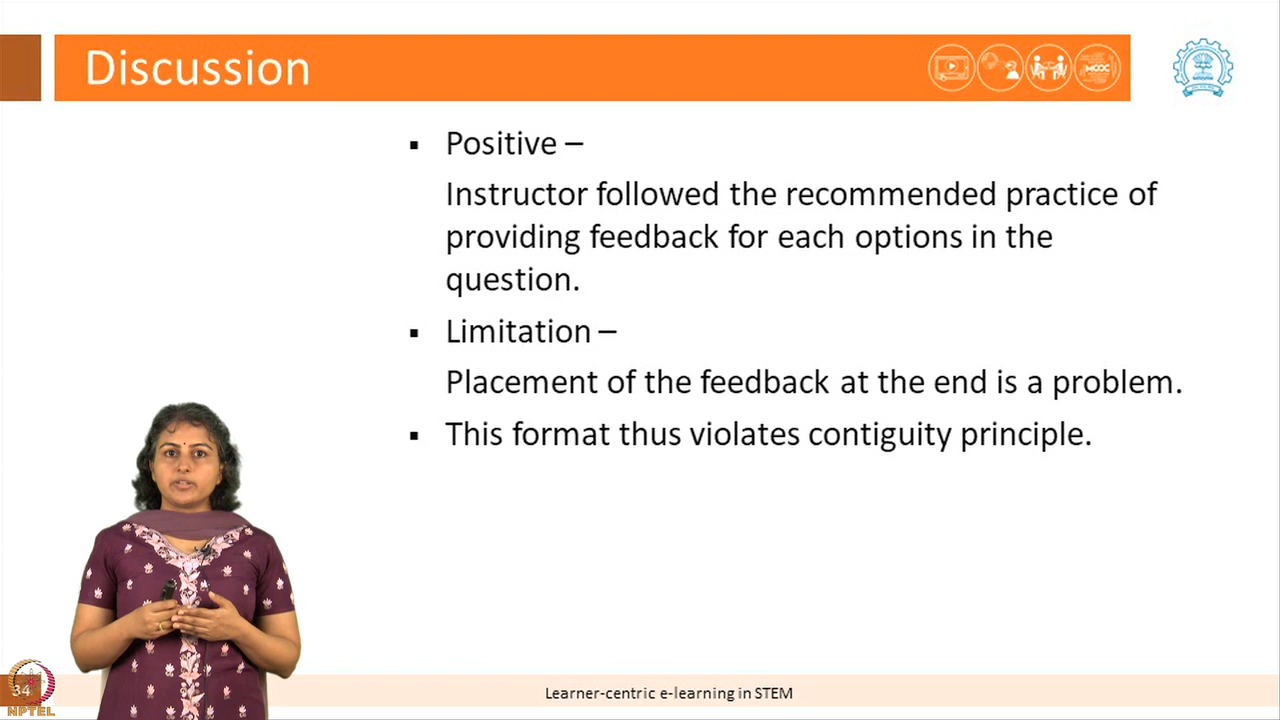 Discussion
MOOC
▪ Positive –
Instructor followed the recommended practice of
providing feedback for each options in the
question.
▪ Limitation –
Placement of the feedback at the end is a problem.
▪ This format thus violates contiguity principle.
34
NPTEL
Learner-centric e-learning in STEM